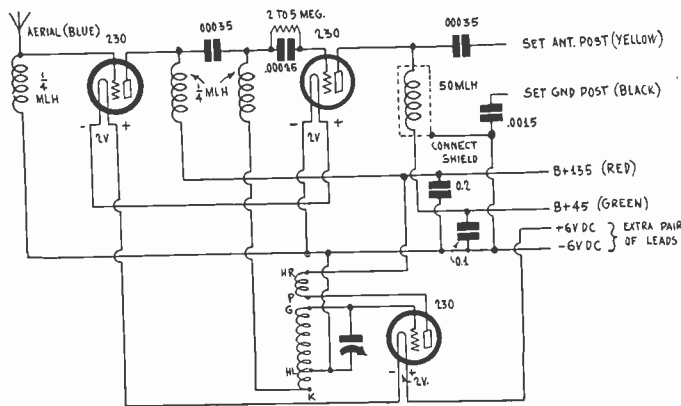 AERIAL (BLUE)
230
.00035
2 TO 5 MEG.
230
.00035
.00025
SET ANT. POST (YELLOW)
1/4
MLH
1/4
MLH
50MLH
SET GND POST (BLACK)
.0015
- +
2V
- +
2V
CONNECT
SHIELD
B+135 (RED)
0.2
B+45 (GREEN)
+6V DC
-6V DC
EXTRA PAIR
OF LEADS
0.1
HR
P
G
230
HL
K
- +
2V.